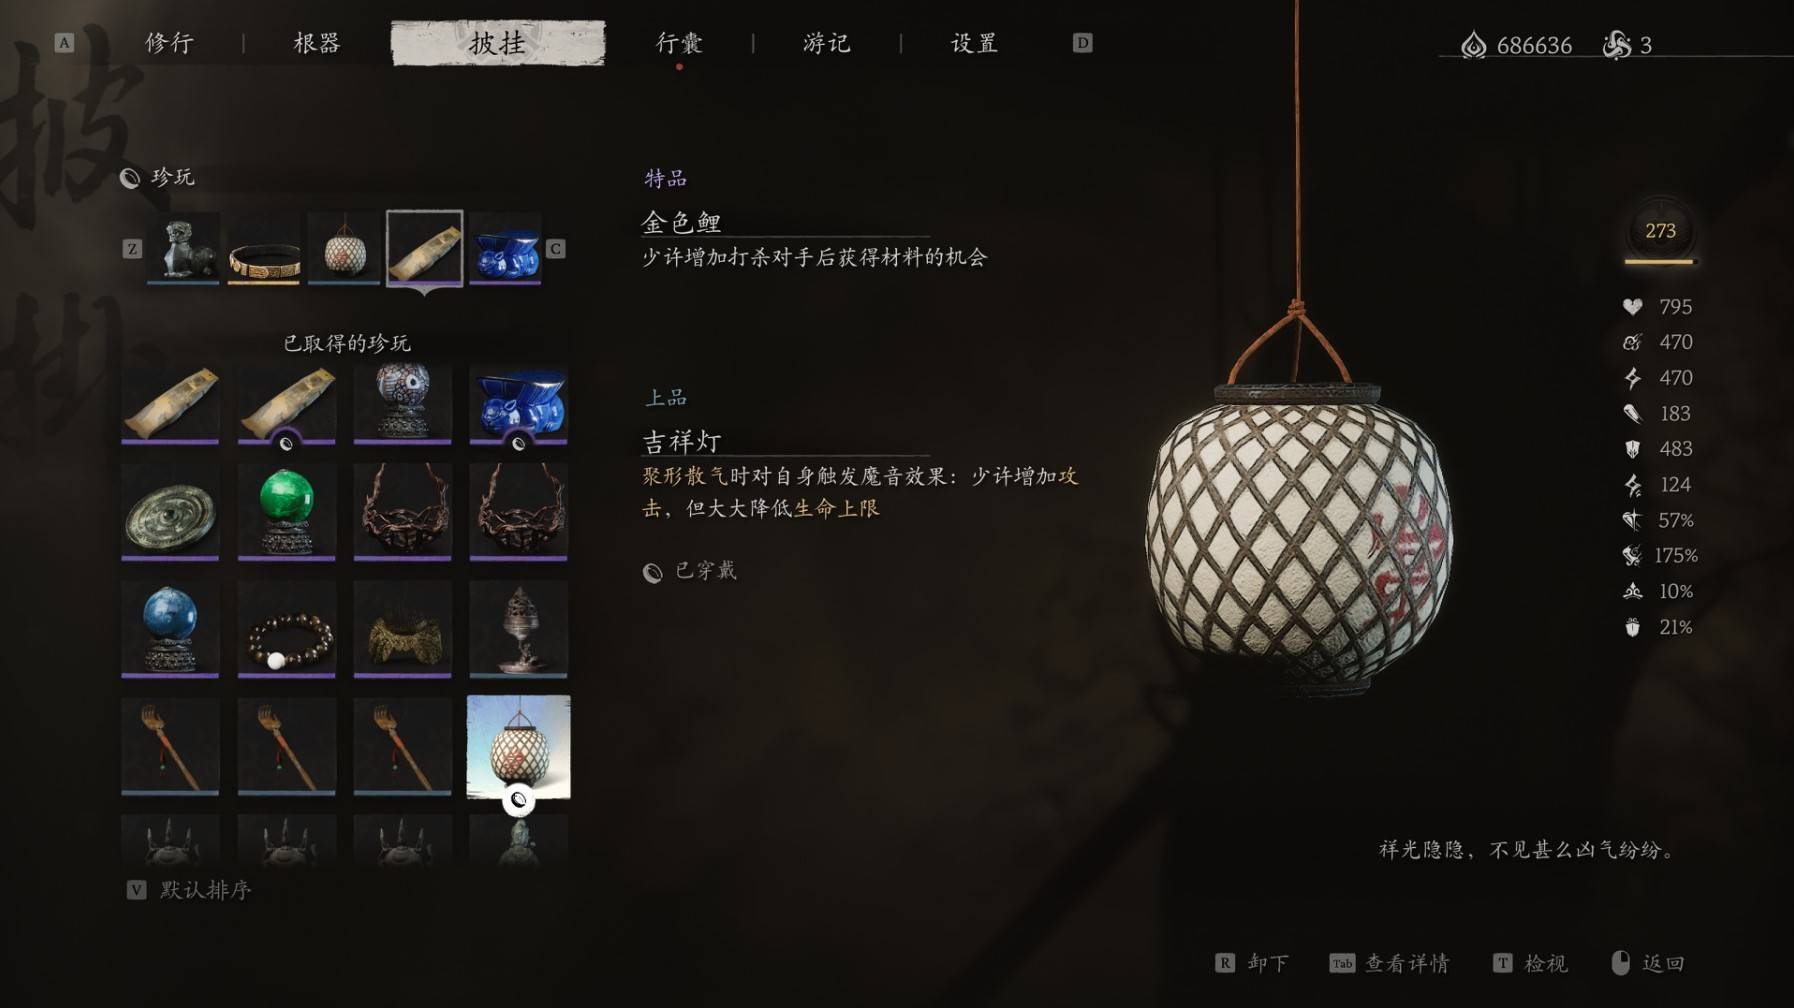 A 修行 | 根器 披挂 行囊 | 游记 | 设置 D
686636 3
披挂
珍玩
Z C
已取得的珍玩
V 默认排序
特品
金色鲤
少许增加打杀对手后获得材料的机会
上品
吉祥灯
聚形散气时对自身触发魔音效果：少许增加攻
击，但大大降低生命上限
已穿戴
273
795
470
470
183
483
124
57%
175%
10%
21%
祥光隐隐，不见甚么凶气纷纷。
R 卸下 Tab 查看详情 T 检视 返回